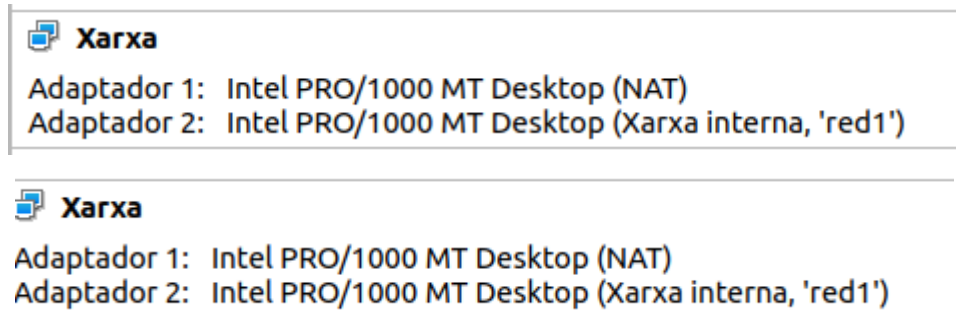 Xarxa
Adaptador 1: Intel PRO/1000 MT Desktop (NAT)
Adaptador 2: Intel PRO/1000 MT Desktop (Xarxa interna, 'red1')
Xarxa
Adaptador 1: Intel PRO/1000 MT Desktop (NAT)
Adaptador 2: Intel PRO/1000 MT Desktop (Xarxa interna, 'red1')